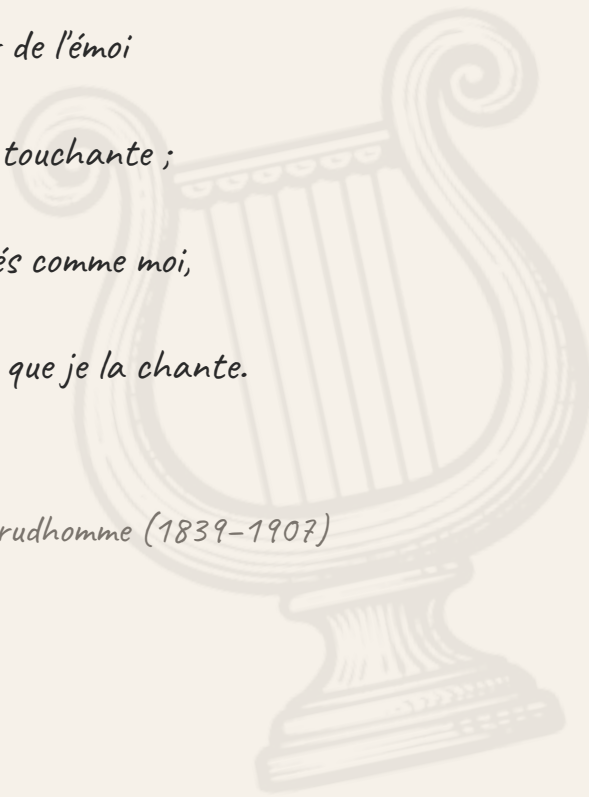 de l'émoi
touchante ;
és comme moi,
que je la chante.
rudhomme (1839–1907)